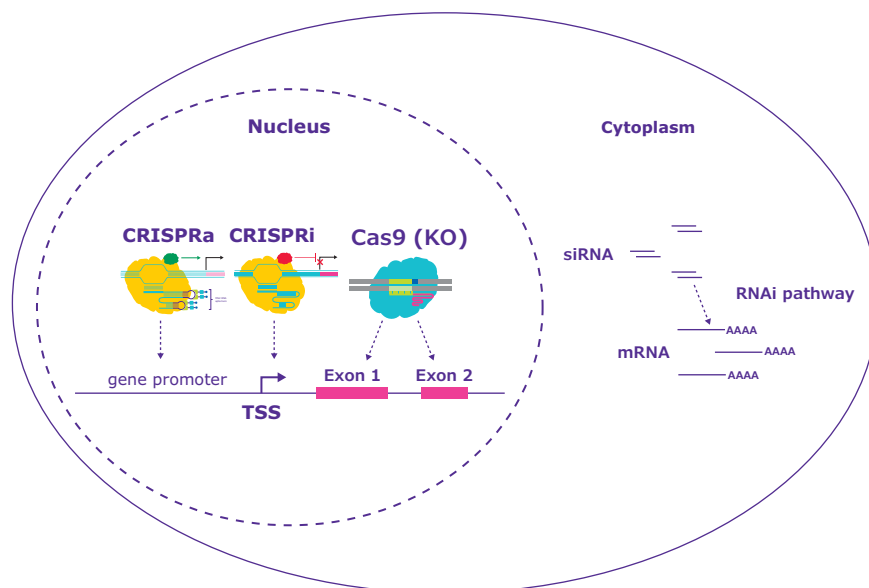 Nucleus
Cytoplasm
CRISPRa
CRISPRi
Cas9 (KO)
siRNA
RNAi pathway
mRNA
AAAA
AAAA
AAAA
gene promoter
TSS
Exon 1
Exon 2